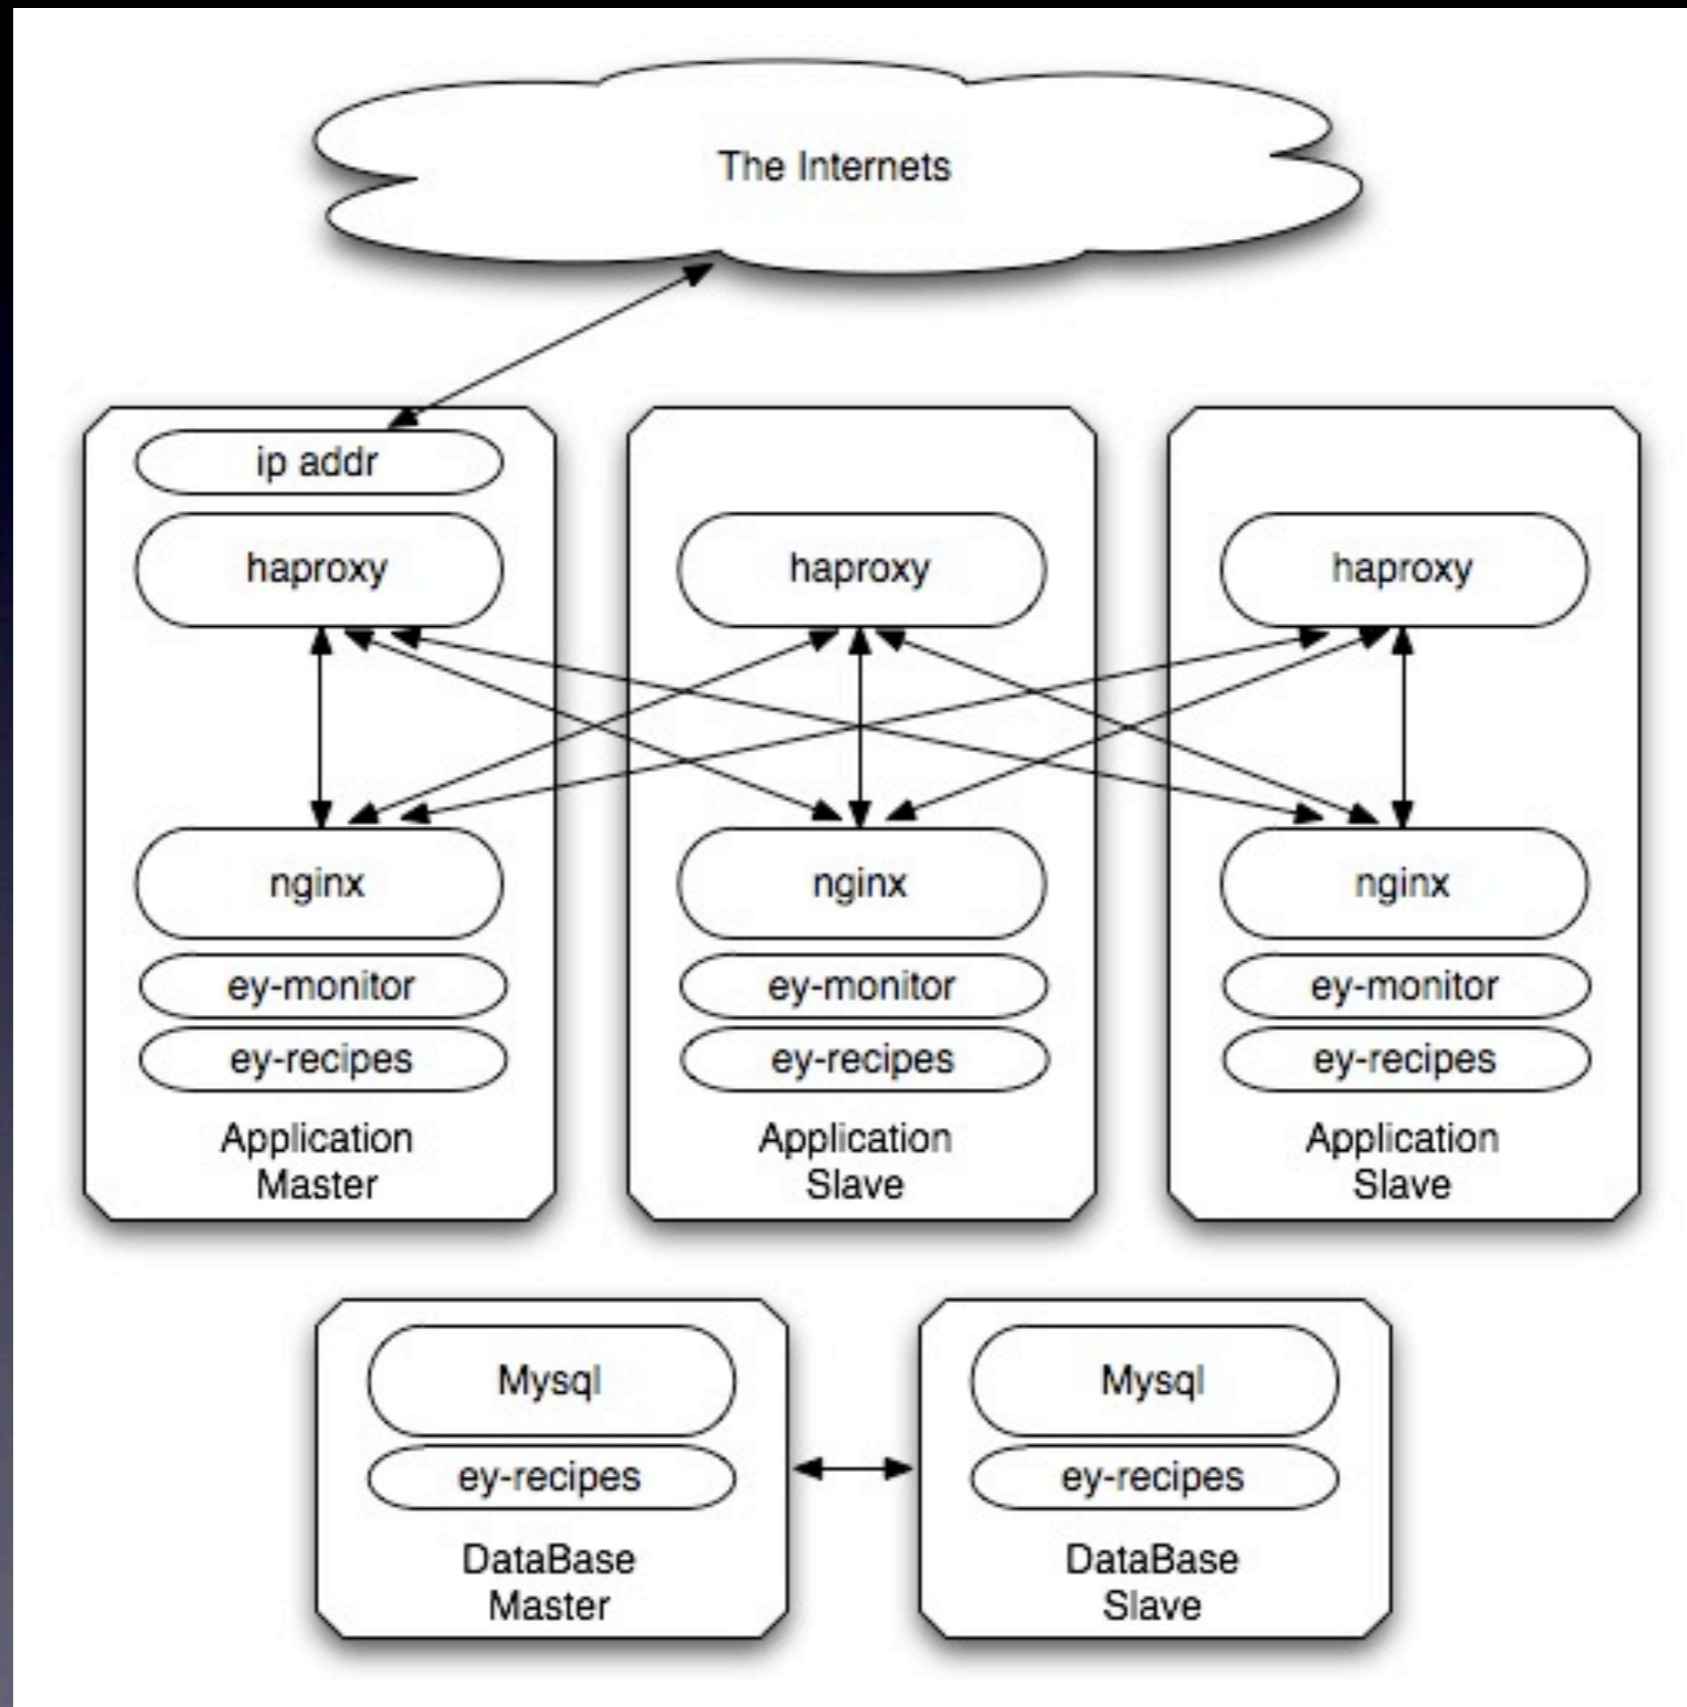 The Internets
ip addr
haproxy
haproxy
haproxy
nginx
nginx
nginx
ey-monitor
ey-monitor
ey-monitor
ey-recipes
ey-recipes
ey-recipes
Application
Master
Application
Slave
Application
Slave
Mysql
Mysql
ey-recipes
ey-recipes
DataBase
Master
DataBase
Slave